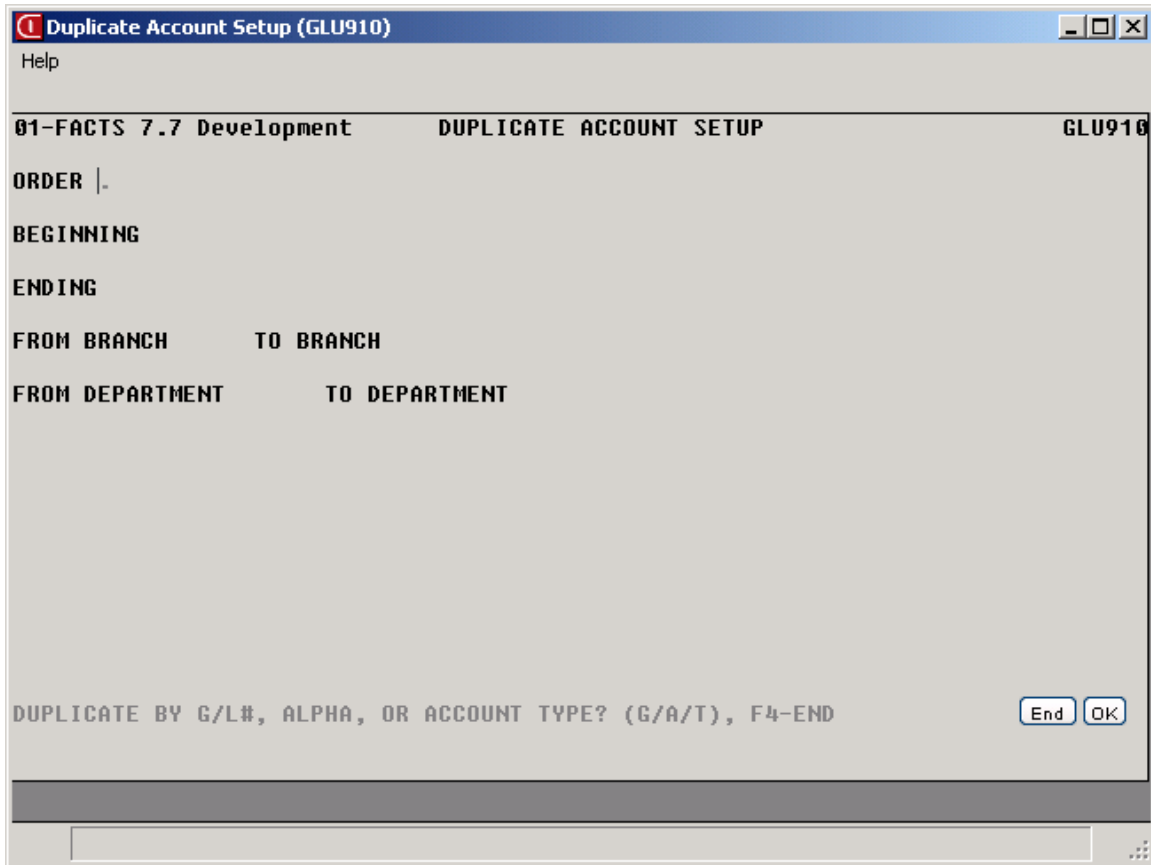 Duplicate Account Setup (GLU910)
Help
01-FACTS 7.7 Development DUPLICATE ACCOUNT SETUP GLU910
ORDER .
BEGINNING
ENDING
FROM BRANCH TO BRANCH
FROM DEPARTMENT TO DEPARTMENT
DUPLICATE BY G/L#, ALPHA, OR ACCOUNT TYPE? (G/A/T), F4-END End OK